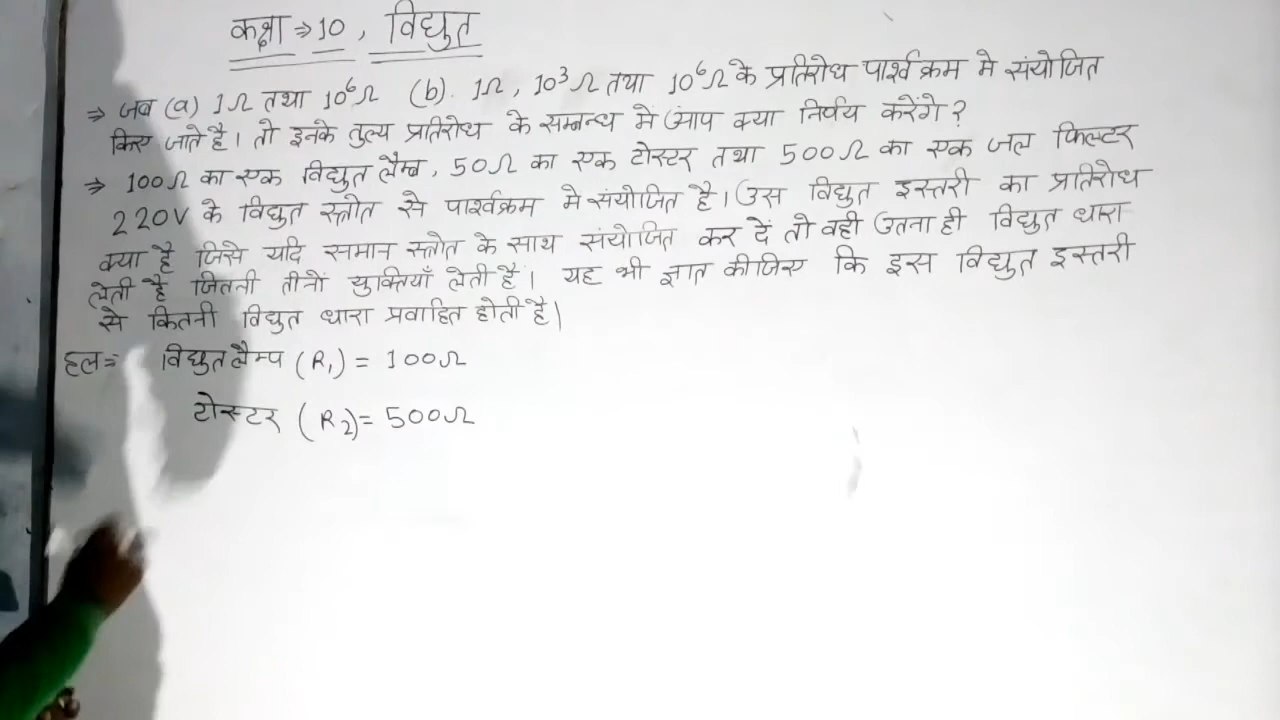 कक्षा ⇒ 10 , विद्युत
⇒ जब (a) 1Ω तथा 10⁶Ω (b). 1Ω, 10³Ω तथा 10⁶Ω के प्रतिरोध पार्श्व क्रम मे संयोजित
किए जाते है। तो इनके तुल्य प्रतिरोध के सम्बन्ध में आप क्या निर्णय करेंगे?
⇒ 100Ω का एक विद्युत लैम्ब, 50Ω का एक टोस्टर तथा 500Ω का एक जल फिल्टर
220V के विद्युत स्त्रोत से पार्श्वक्रम मे संयोजित है। उस विद्युत इस्तरी का प्रतिरोध
क्या है जिसे यदि समान स्त्रोत के साथ संयोजित कर दें तो वही उतना ही विद्युत धारा
लेती है जितनी तीनों युक्तियाँ लेती है। यह भी ज्ञात कीजिए कि इस विद्युत इस्तरी
से कितनी विद्युत धारा प्रवाहित होती है।
हल⇒ विद्युत लैम्प (R₁) = 100Ω
टोस्टर (R₂) = 500Ω